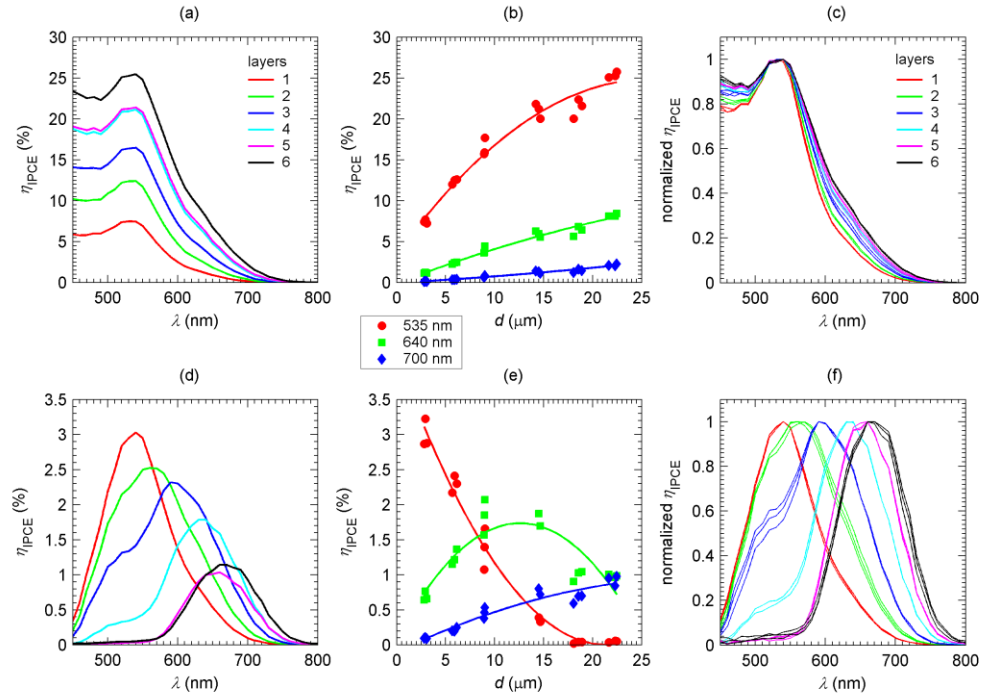 (a)
(b)
(c)
30
25
20
15
10
5
0
η_IPCE (%)
layers
1
2
3
4
5
6
500 600 700 800
λ (nm)
30
25
20
15
10
5
0
η_IPCE (%)
0 5 10 15 20 25
d (μm)
1
0.8
0.6
0.4
0.2
0
normalized η_IPCE
layers
1
2
3
4
5
6
500 600 700 800
λ (nm)
535 nm
640 nm
700 nm
(d)
(e)
(f)
3.5
3
2.5
2
1.5
1
0.5
0
η_IPCE (%)
500 600 700 800
λ (nm)
3.5
3
2.5
2
1.5
1
0.5
0
η_IPCE (%)
0 5 10 15 20 25
d (μm)
1
0.8
0.6
0.4
0.2
0
normalized η_IPCE
500 600 700 800
λ (nm)